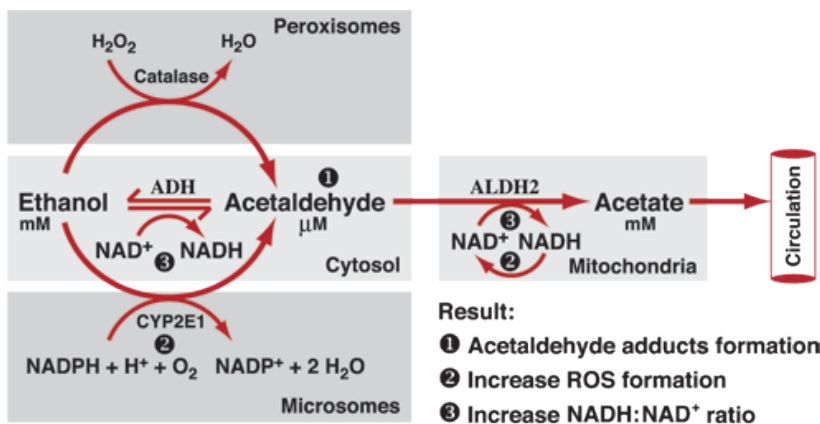 Peroxisomes
H₂O₂ H₂O
Catalase
Ethanol
mM
ADH
❶
Acetaldehyde
μM
NAD⁺ ❸ NADH
Cytosol
ALDH2
❸
NAD⁺ NADH
❷
Mitochondria
Acetate
mM
Circulation
CYP2E1
❷
NADPH + H⁺ + O₂ NADP⁺ + 2 H₂O
Microsomes
Result:
❶ Acetaldehyde adducts formation
❷ Increase ROS formation
❸ Increase NADH:NAD⁺ ratio